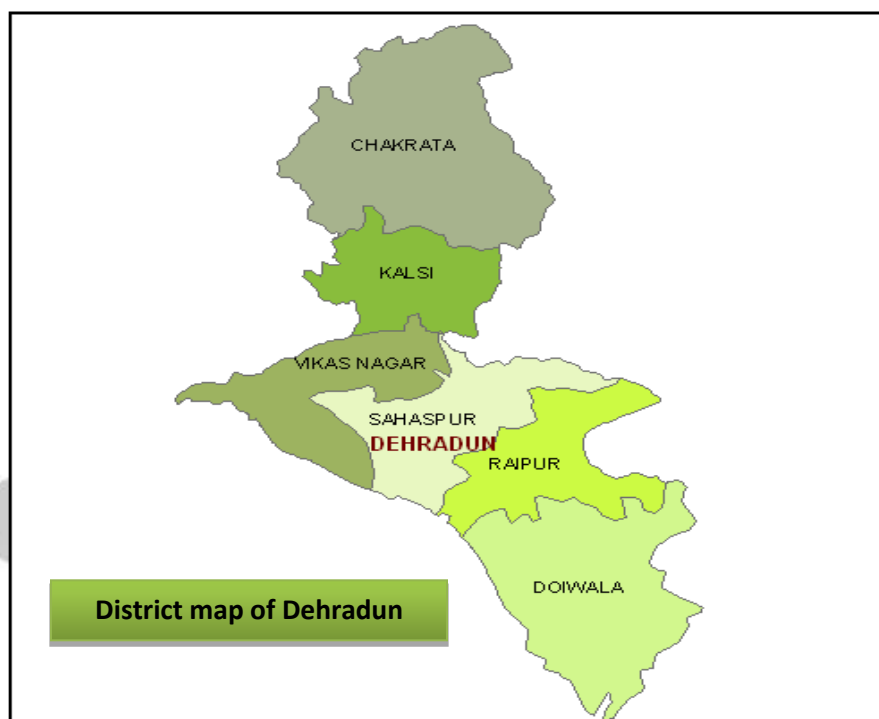 CHAKRATA
KALSI
VIKAS NAGAR
SAHASPUR
DEHRADUN
RAIPUR
DOIWALA
District map of Dehradun